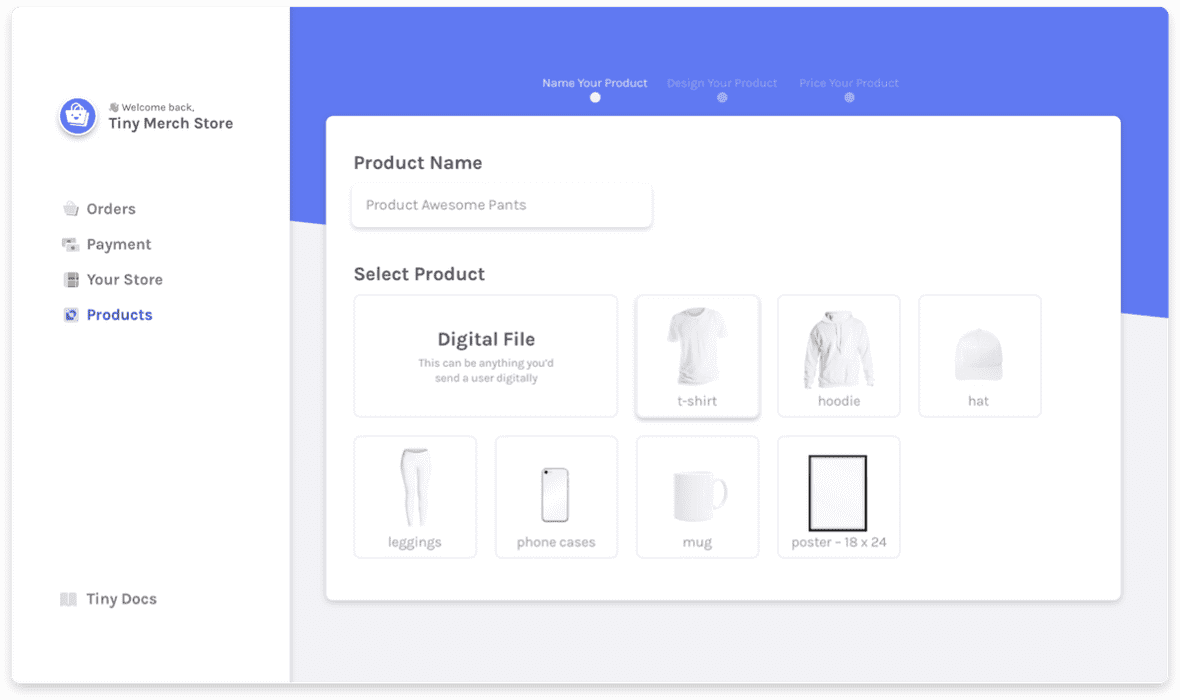 Welcome back,
Tiny Merch Store
Orders
Payment
Your Store
Products
Tiny Docs
Name Your Product
Design Your Product
Price Your Product
Product Name
Product Awesome Pants
Select Product
Digital File
This can be anything you'd
send a user digitally
t-shirt
hoodie
hat
leggings
phone cases
mug
poster – 18 x 24